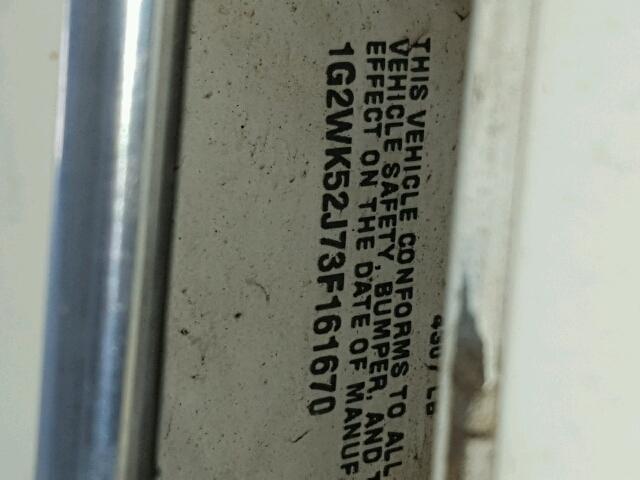 THIS VEHICLE CONFORMS TO ALL
VEHICLE SAFETY, BUMPER, AND
EFFECT ON THE DATE OF MANUF
1G2WK52J73F161670